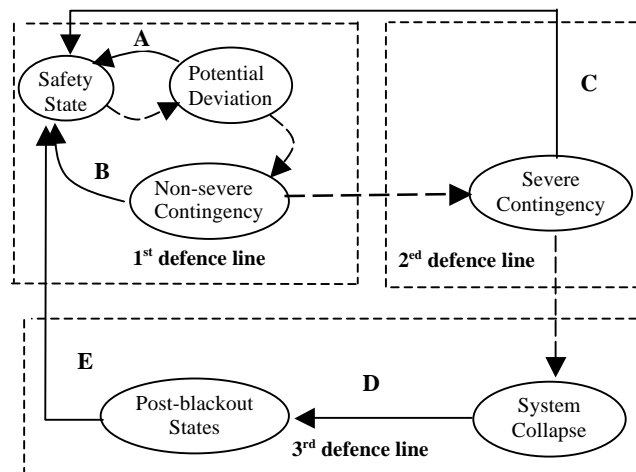 A
Safety
State
Potential
Deviation
C
B
Non-severe
Contingency
Severe
Contingency
1st defence line
2ed defence line
E
D
Post-blackout
States
System
Collapse
3rd defence line